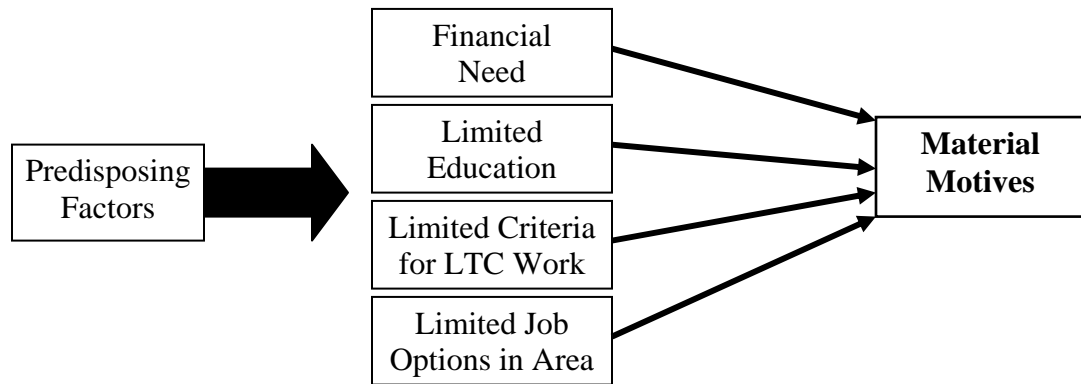 Predisposing
Factors
Financial
Need
Limited
Education
Limited Criteria
for LTC Work
Limited Job
Options in Area
Material
Motives